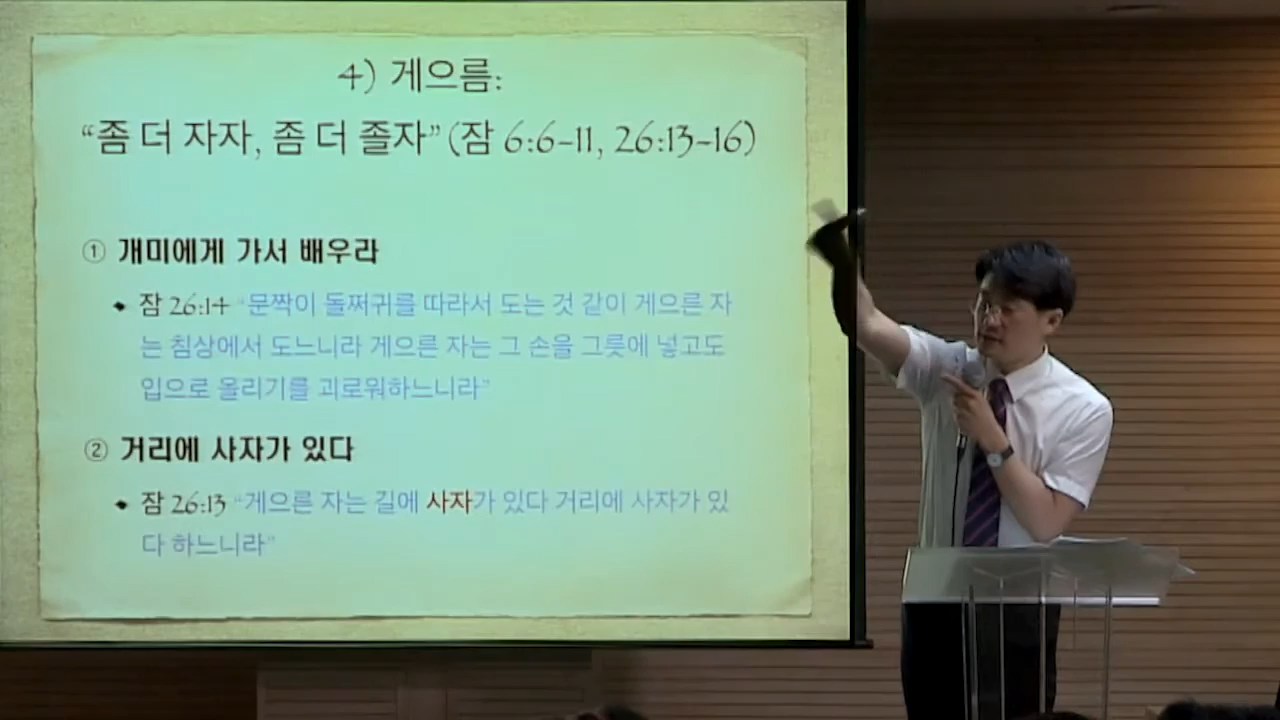 4) 게으름:
“좀 더 자자, 좀 더 졸자” (잠 6:6-11, 26:13-16)
① 개미에게 가서 배우라
잠 26:14 “문짝이 돌쩌귀를 따라서 도는 것 같이 게으른 자
는 침상에서 도느니라 게으른 자는 그 손을 그릇에 넣고도
입으로 올리기를 괴로워하느니라”
② 거리에 사자가 있다
잠 26:13 “게으른 자는 길에 사자가 있다 거리에 사자가 있
다 하느니라”